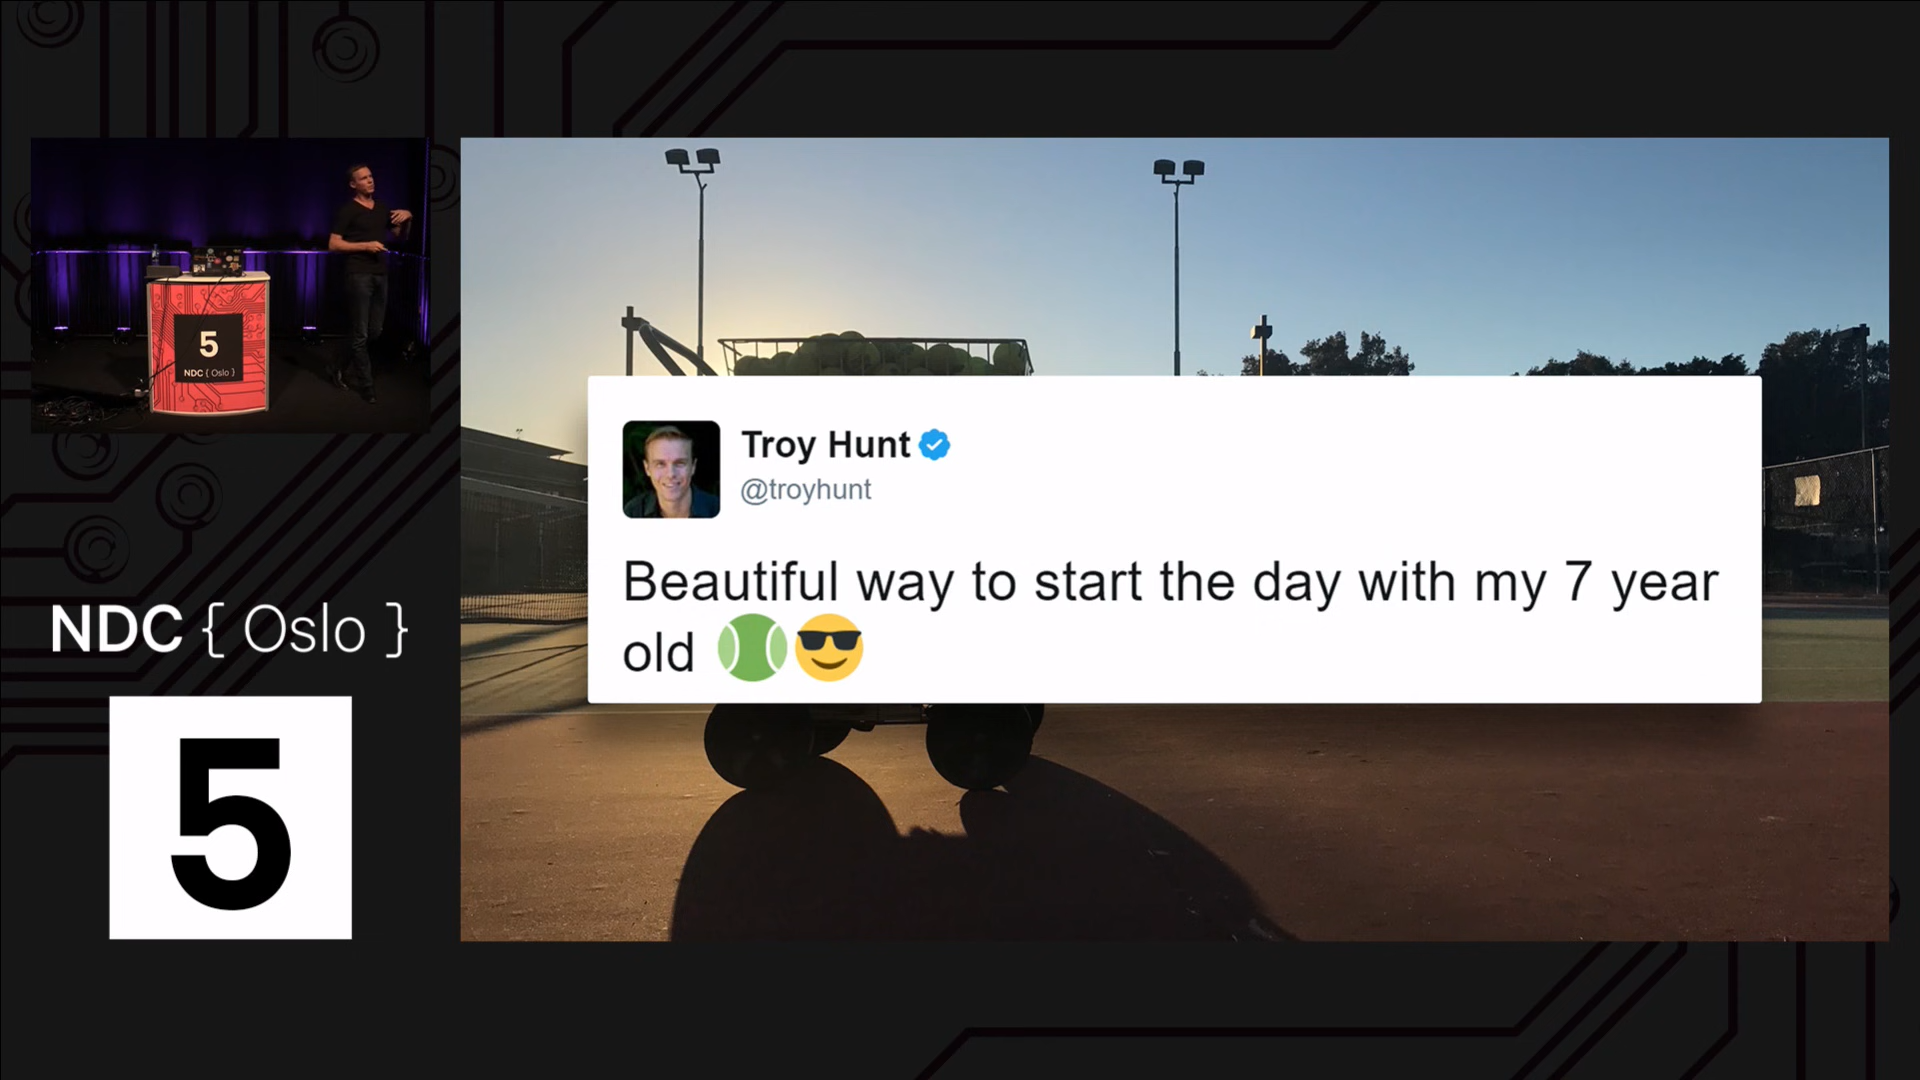 5
NDC { Oslo }
Troy Hunt
@troyhunt
Beautiful way to start the day with my 7 year
old 🎾😎
NDC { Oslo }
5